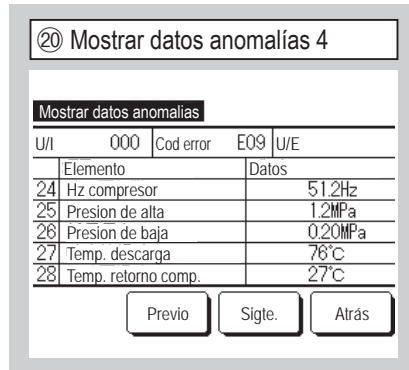 ⑳ Mostrar datos anomalías 4
Mostrar datos anomalias
U/I 000 Cod error E09 U/E
Elemento Datos
24 Hz compresor 51.2Hz
25 Presion de alta 1.2MPa
26 Presion de baja 0.20MPa
27 Temp. descarga 76°C
28 Temp. retorno comp. 27°C
Previo Sigte. Atrás